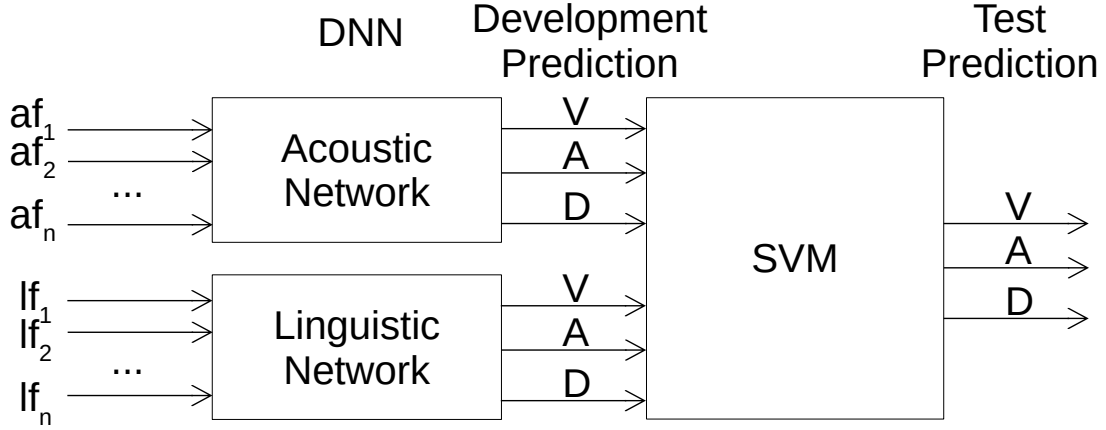 DNN
Development
Prediction
Test
Prediction
af1
af2
...
afn
Acoustic
Network
V
A
D
lf1
lf2
...
lfn
Linguistic
Network
V
A
D
SVM
V
A
D